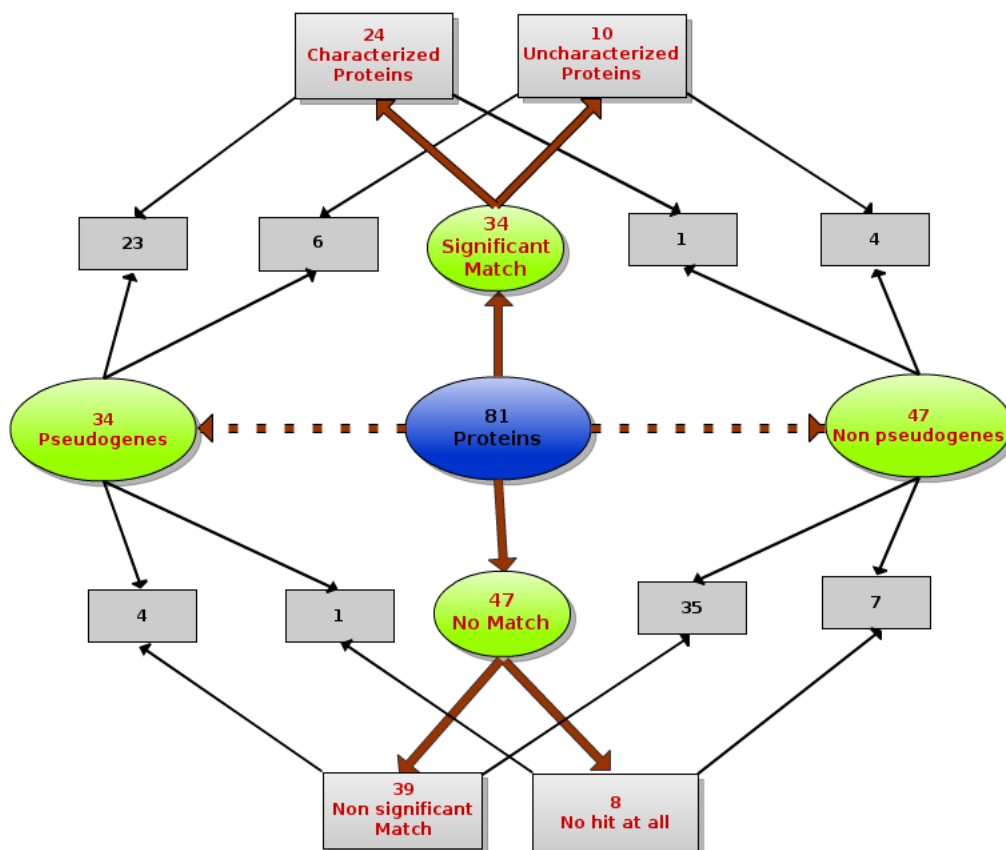 24
Characterized
Proteins
10
Uncharacterized
Proteins
23
6
34
Significant
Match
1
4
34
Pseudogenes
81
Proteins
47
Non pseudogenes
4
1
47
No Match
35
7
39
Non significant
Match
8
No hit at all